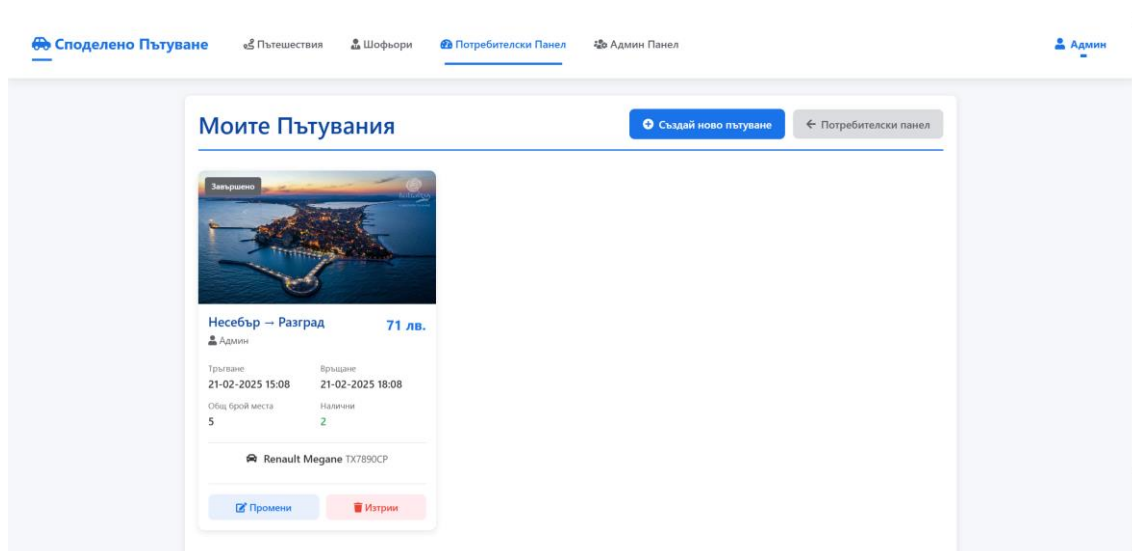 Споделено Пътуване
Пътешествия
Шофьори
Потребителски Панел
Админ Панел
Админ
Моите Пътувания
Създай ново пътуване
← Потребителски панел
Завършено
Несебър → Разград
71 лв.
Админ
Тръгване
Връщане
21-02-2025 15:08
21-02-2025 18:08
Общ брой места
Налични
5
2
Renault Megane TX7890CP
Промени
Изтрий